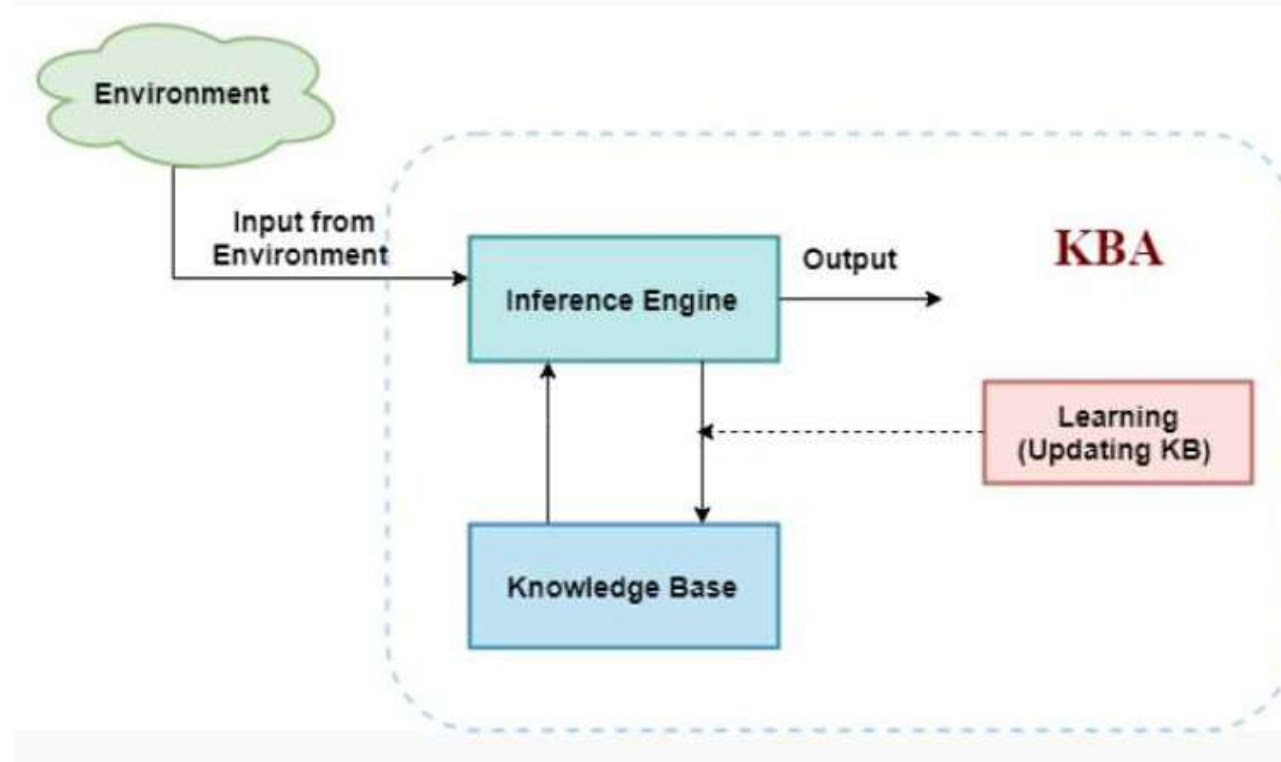 Environment
Input from
Environment
Inference Engine
Output
KBA
Learning
(Updating KB)
Knowledge Base